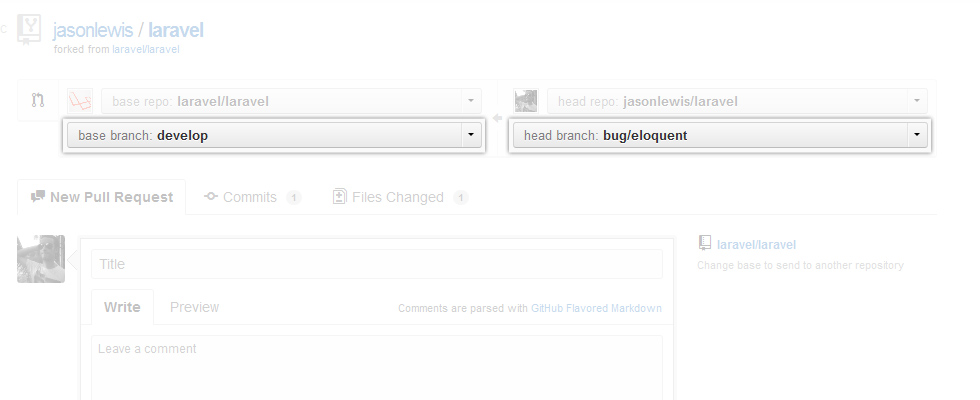 C
jasonlewis / laravel
forked from laravel/laravel
base repo: laravel/laravel
head repo: jasonlewis/laravel
base branch: develop
head branch: bug/eloquent
New Pull Request
Commits 1
Files Changed 1
Title
laravel/laravel
Change base to send to another repository
Write
Preview
Comments are parsed with GitHub Flavored Markdown
Leave a comment